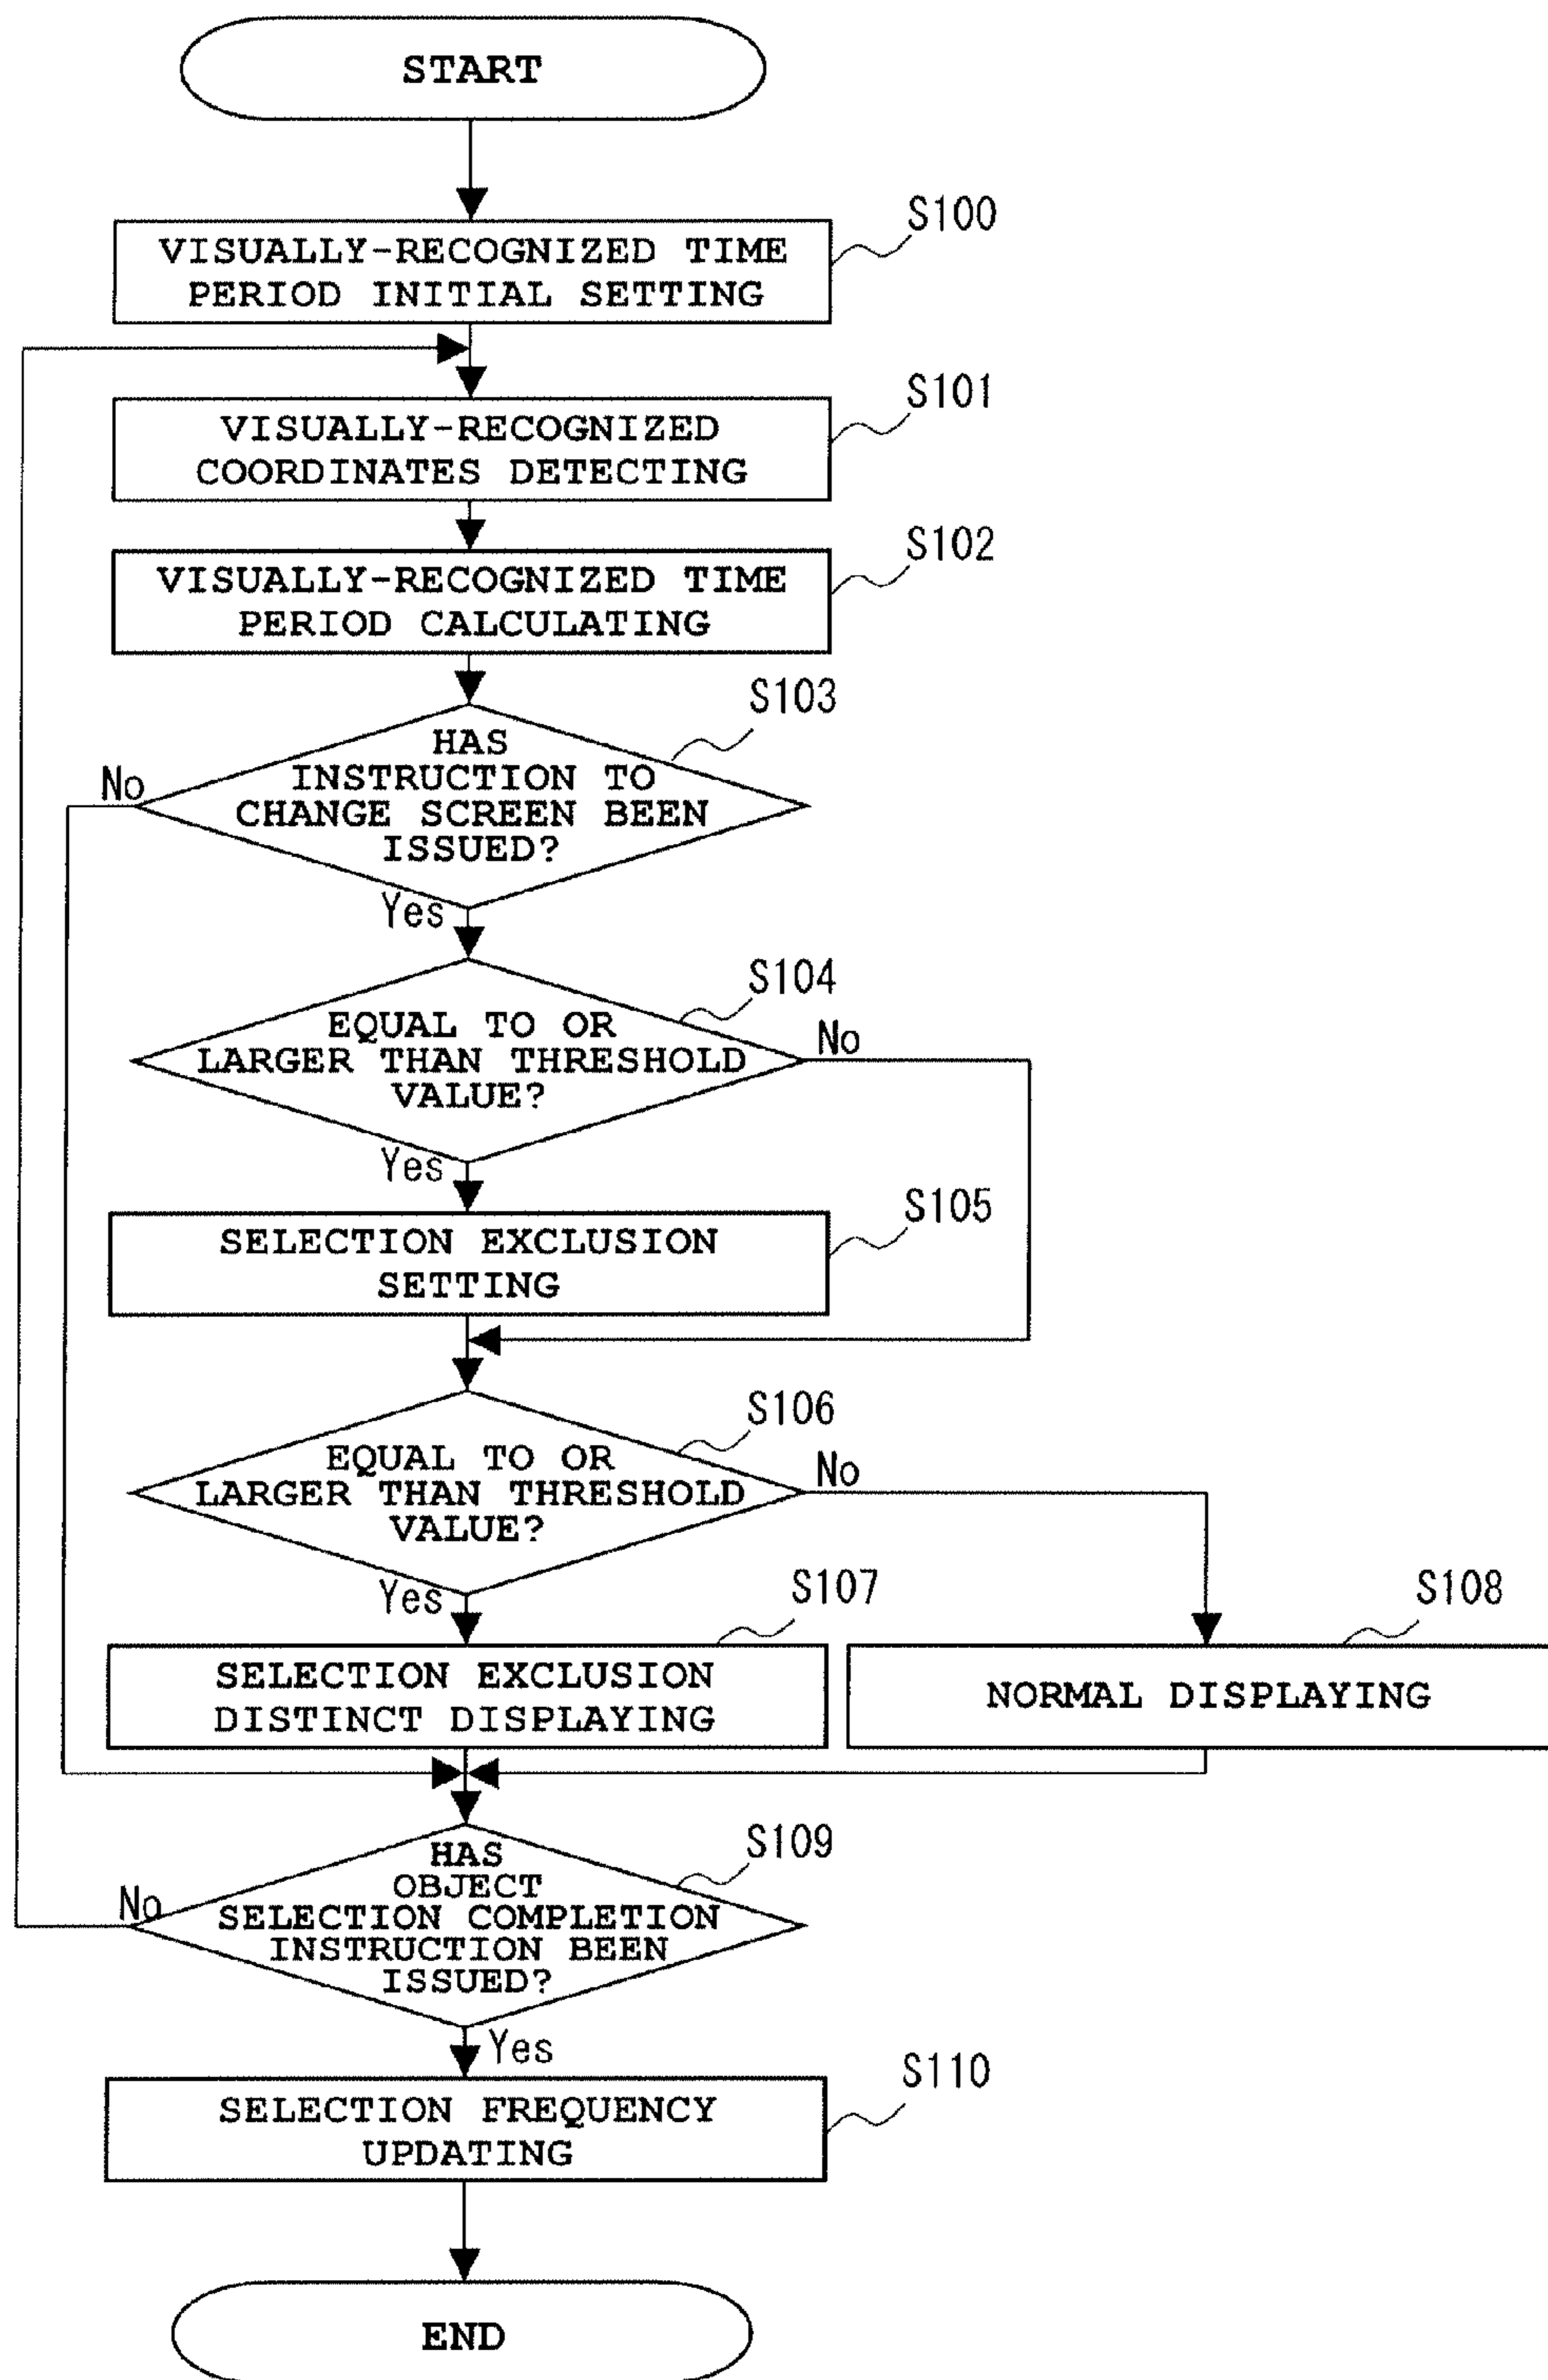 START
S100
VISUALLY-RECOGNIZED TIME
PERIOD INITIAL SETTING
S101
VISUALLY-RECOGNIZED
COORDINATES DETECTING
S102
VISUALLY-RECOGNIZED TIME
PERIOD CALCULATING
S103
HAS
INSTRUCTION TO
CHANGE SCREEN BEEN
ISSUED?
No
Yes
S104
EQUAL TO OR
LARGER THAN THRESHOLD
VALUE?
No
Yes
S105
SELECTION EXCLUSION
SETTING
S106
EQUAL TO OR
LARGER THAN THRESHOLD
VALUE?
No
Yes
S107
SELECTION EXCLUSION
DISTINCT DISPLAYING
S108
NORMAL DISPLAYING
S109
HAS
OBJECT
SELECTION COMPLETION
INSTRUCTION BEEN
ISSUED?
No
Yes
S110
SELECTION FREQUENCY
UPDATING
END